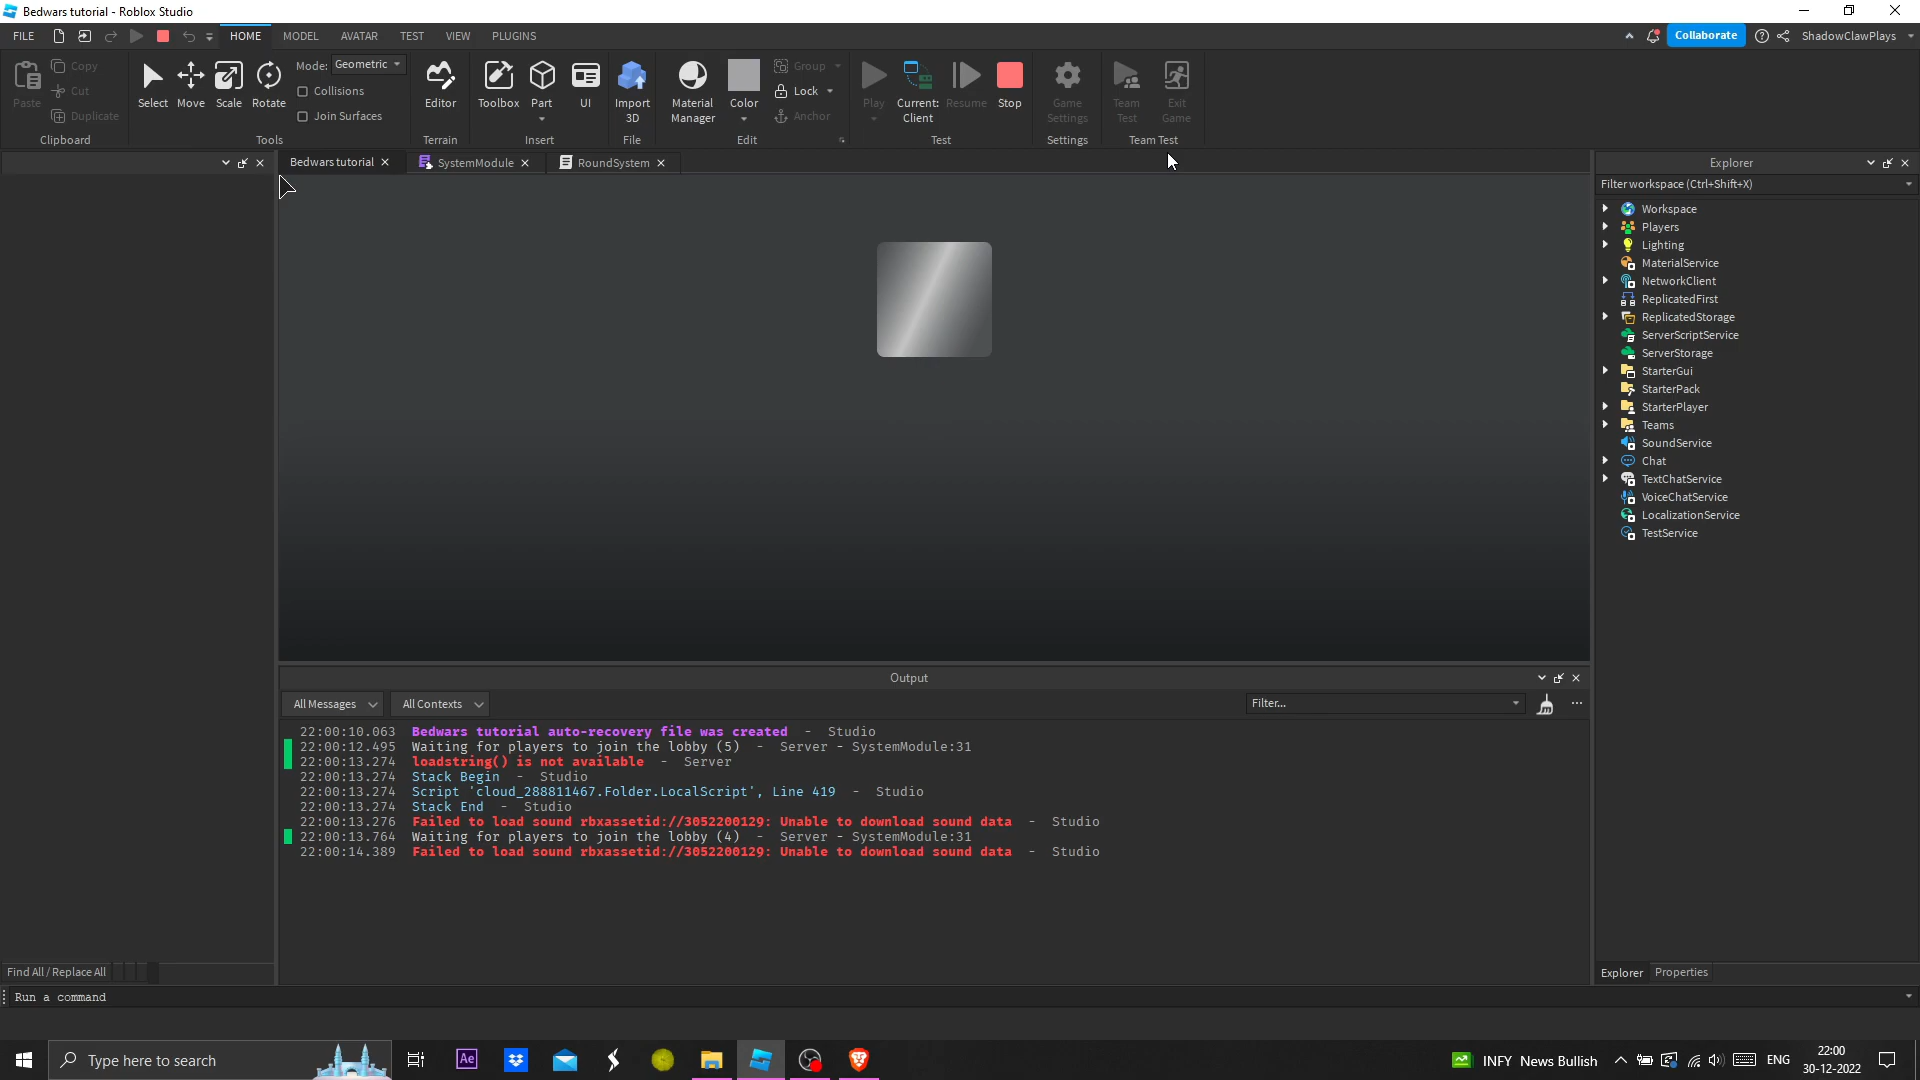 Bedwars tutorial - Roblox Studio
FILE HOME MODEL AVATAR TEST VIEW PLUGINS Collaborate ShadowClawPlays
Paste Copy Cut Duplicate Clipboard
Select Move Scale Rotate Mode: Geometric Collisions Join Surfaces Tools
Editor Terrain
Toolbox Part UI Insert
Import 3D File
Material Manager Color Group Lock Anchor Edit
Play Current: Client Resume Stop Test
Game Settings Settings
Team Test Exit Game Team Test
Bedwars tutorial SystemModule RoundSystem
Explorer
Filter workspace (Ctrl+Shift+X)
Workspace
Players
Lighting
MaterialService
NetworkClient
ReplicatedFirst
ReplicatedStorage
ServerScriptService
ServerStorage
StarterGui
StarterPack
StarterPlayer
Teams
SoundService
Chat
TextChatService
VoiceChatService
LocalizationService
TestService
Output
All Messages All Contexts Filter...
22:00:10.063 Bedwars tutorial auto-recovery file was created - Studio
22:00:12.495 Waiting for players to join the lobby (5) - Server - SystemModule:31
22:00:13.274 loadstring() is not available - Server
22:00:13.274 Stack Begin - Studio
22:00:13.274 Script 'cloud_288811467.Folder.LocalScript', Line 419 - Studio
22:00:13.274 Stack End - Studio
22:00:13.276 Failed to load sound rbxassetid://3052200129: Unable to download sound data - Studio
22:00:13.764 Waiting for players to join the lobby (4) - Server - SystemModule:31
22:00:14.389 Failed to load sound rbxassetid://3052200129: Unable to download sound data - Studio
Find All / Replace All
Explorer Properties
Run a command
Type here to search
Ae
INFY News Bullish ENG
22:00
30-12-2022